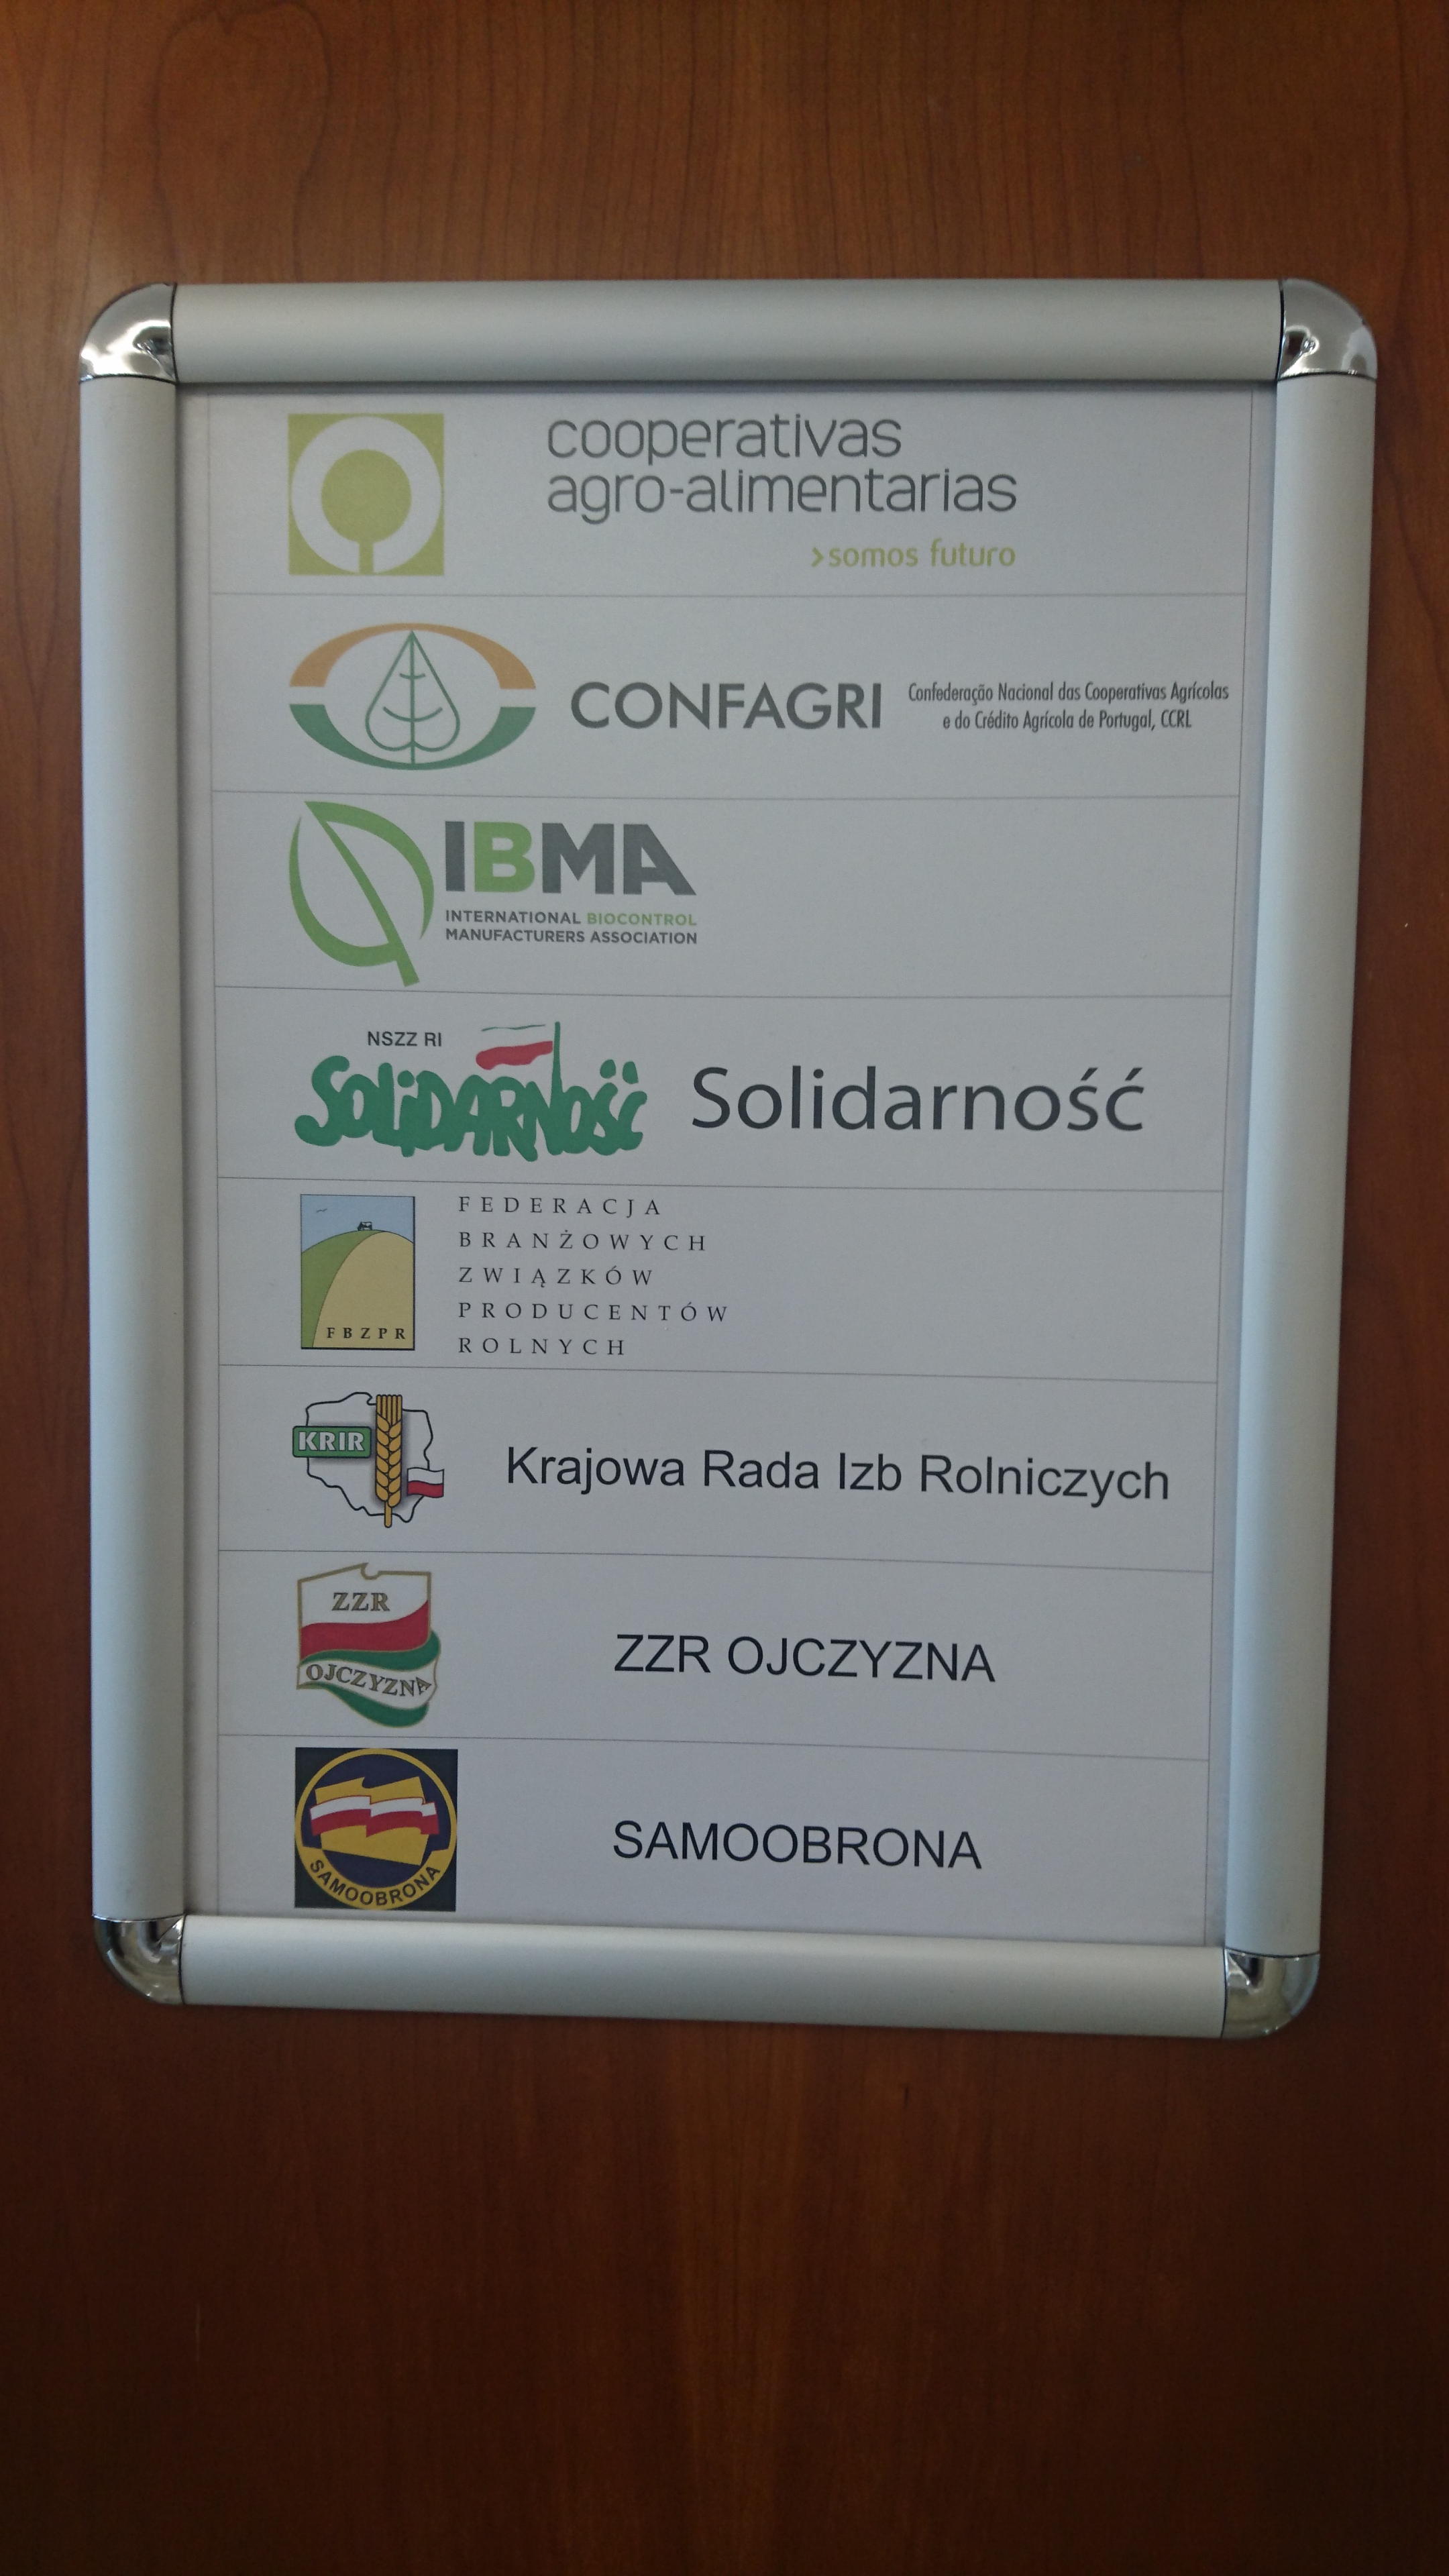 cooperativas
agro-alimentarias
>somos futuro
CONFAGRI
Confederação Nacional das Cooperativas Agrícolas
e do Crédito Agrícola de Portugal, CCRL
IBMA
INTERNATIONAL BIOCONTROL
MANUFACTURERS ASSOCIATION
NSZZ RI
SOLIDARNOŚĆ
Solidarność
FBZPR
FEDERACJA
BRANŻOWYCH
ZWIĄZKÓW
PRODUCENTÓW
ROLNYCH
KRIR
Krajowa Rada Izb Rolniczych
ZZR
OJCZYZNA
ZZR OJCZYZNA
SAMOOBRONA
SAMOOBRONA